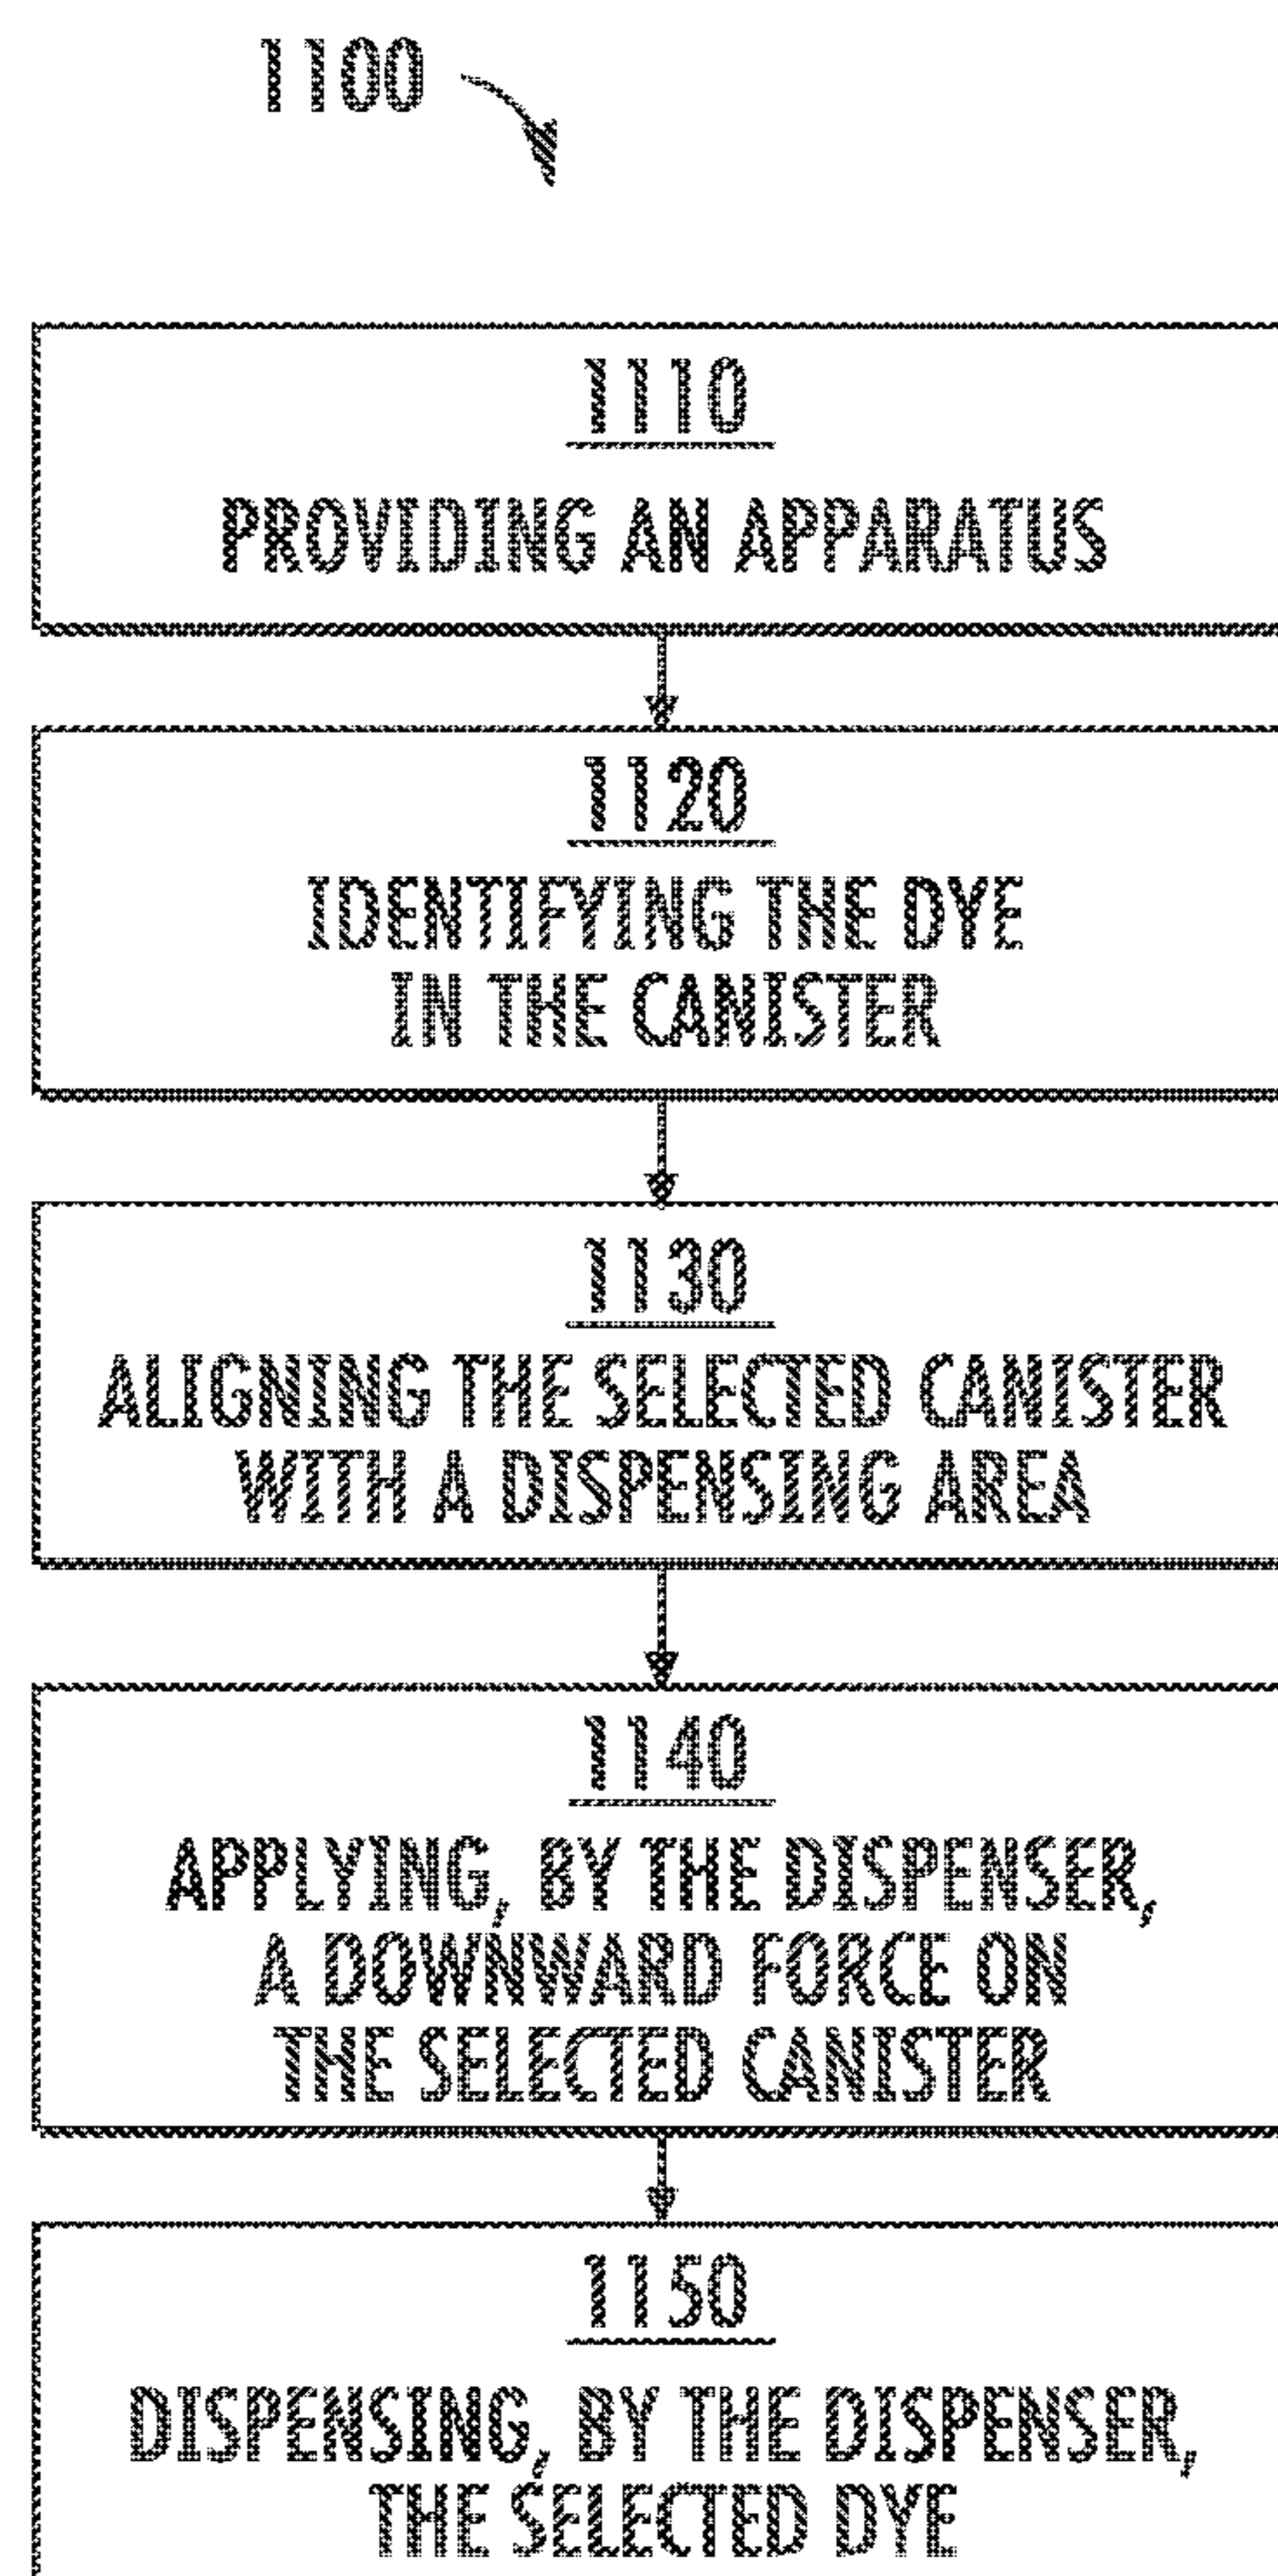 1100
1110
PROVIDING AN APPARATUS
1120
IDENTIFYING THE DYE
IN THE CANISTER
1130
ALIGNING THE SELECTED CANISTER
WITH A DISPENSING AREA
1140
APPLYING, BY THE DISPENSER,
A DOWNWARD FORCE ON
THE SELECTED CANISTER
1150
DISPENSING, BY THE DISPENSER,
THE SELECTED DYE